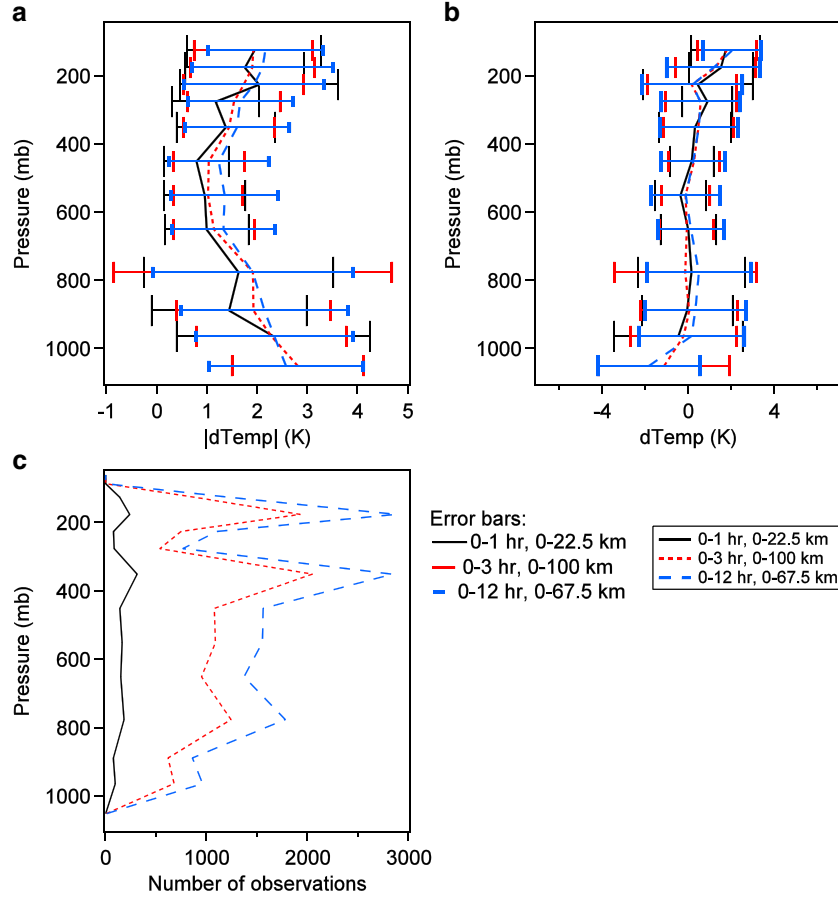 a
b
Pressure (mb)
200
400
600
800
1000
-1 0 1 2 3 4 5
|dTemp| (K)
Pressure (mb)
200
400
600
800
1000
-4 0 4
dTemp (K)
c
Pressure (mb)
200
400
600
800
1000
0 1000 2000 3000
Number of observations
Error bars:
0-1 hr, 0-22.5 km
0-3 hr, 0-100 km
0-12 hr, 0-67.5 km
0-1 hr, 0-22.5 km
0-3 hr, 0-100 km
0-12 hr, 0-67.5 km